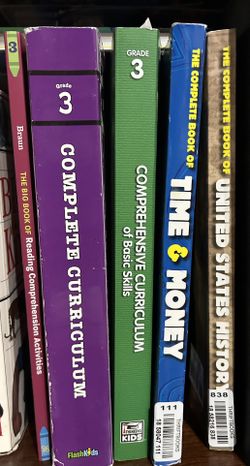 3
Braun
THE BIG BOOK OF Reading Comprehension Activities
Grade
3
COMPLETE CURRICULUM
FlashKids
GRADE
3
COMPREHENSIVE CURRICULUM
of Basic Skills
KIDS
THE COMPLETE BOOK OF
TIME & MONEY
111
THE COMPLETE BOOK OF
UNITED STATES HISTORY
838